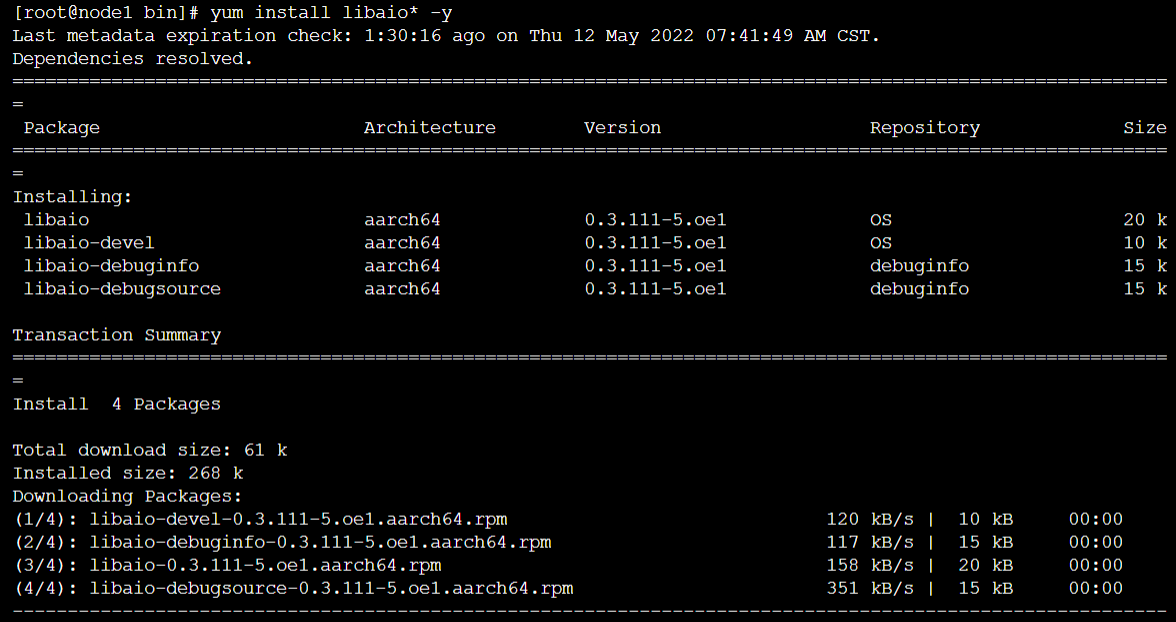 [root@node1 bin]# yum install libaio* -y
Last metadata expiration check: 1:30:16 ago on Thu 12 May 2022 07:41:49 AM CST.
Dependencies resolved.
=========================================================================================================
=
 Package                        Architecture        Version                   Repository             Size
=========================================================================================================
=
Installing:
 libaio                         aarch64             0.3.111-5.oe1             OS                     20 k
 libaio-devel                   aarch64             0.3.111-5.oe1             OS                     10 k
 libaio-debuginfo               aarch64             0.3.111-5.oe1             debuginfo              15 k
 libaio-debugsource             aarch64             0.3.111-5.oe1             debuginfo              15 k

Transaction Summary
=========================================================================================================
=
Install  4 Packages

Total download size: 61 k
Installed size: 268 k
Downloading Packages:
(1/4): libaio-devel-0.3.111-5.oe1.aarch64.rpm                             120 kB/s |  10 kB     00:00
(2/4): libaio-debuginfo-0.3.111-5.oe1.aarch64.rpm                         117 kB/s |  15 kB     00:00
(3/4): libaio-0.3.111-5.oe1.aarch64.rpm                                   158 kB/s |  20 kB     00:00
(4/4): libaio-debugsource-0.3.111-5.oe1.aarch64.rpm                       351 kB/s |  15 kB     00:00
---------------------------------------------------------------------------------------------------------